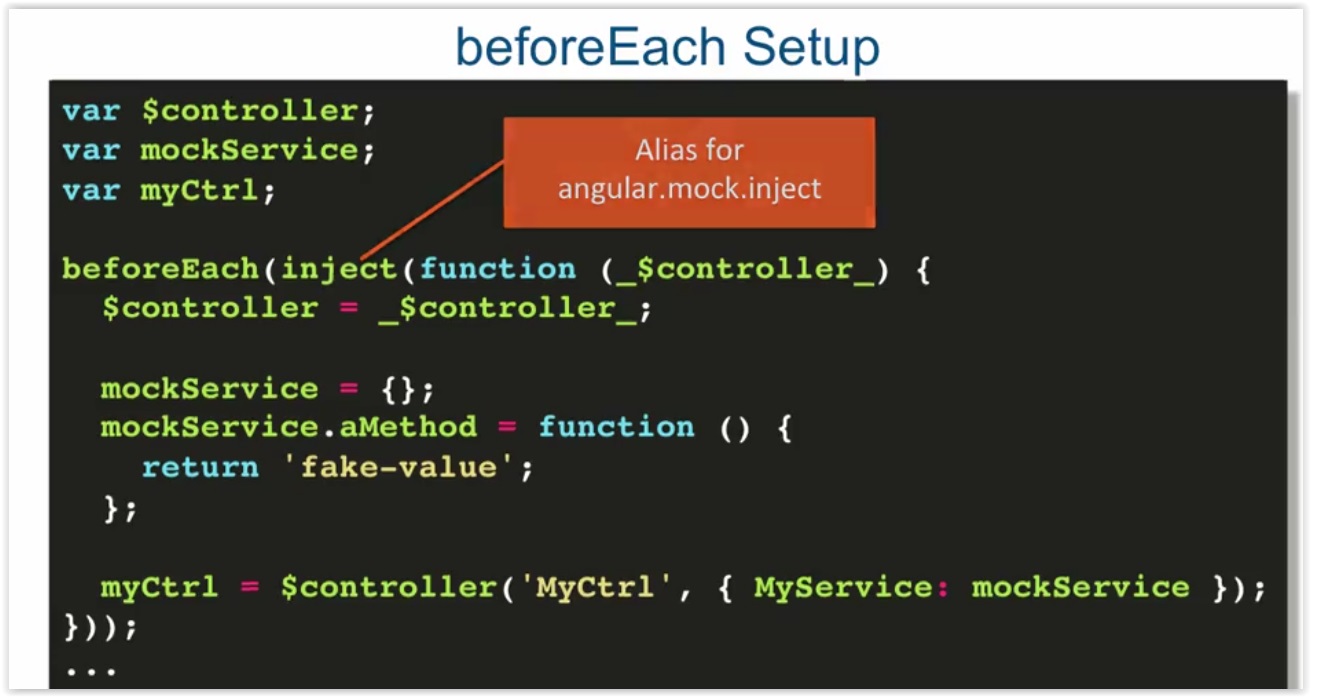 beforeEach Setup
var $controller;
var mockService;
var myCtrl;
Alias for
angular.mock.inject
beforeEach(inject(function (_$controller_) {
  $controller = _$controller_;
  mockService = {};
  mockService.aMethod = function () {
    return 'fake-value';
  };
  myCtrl = $controller('MyCtrl', { MyService: mockService });
}));
...